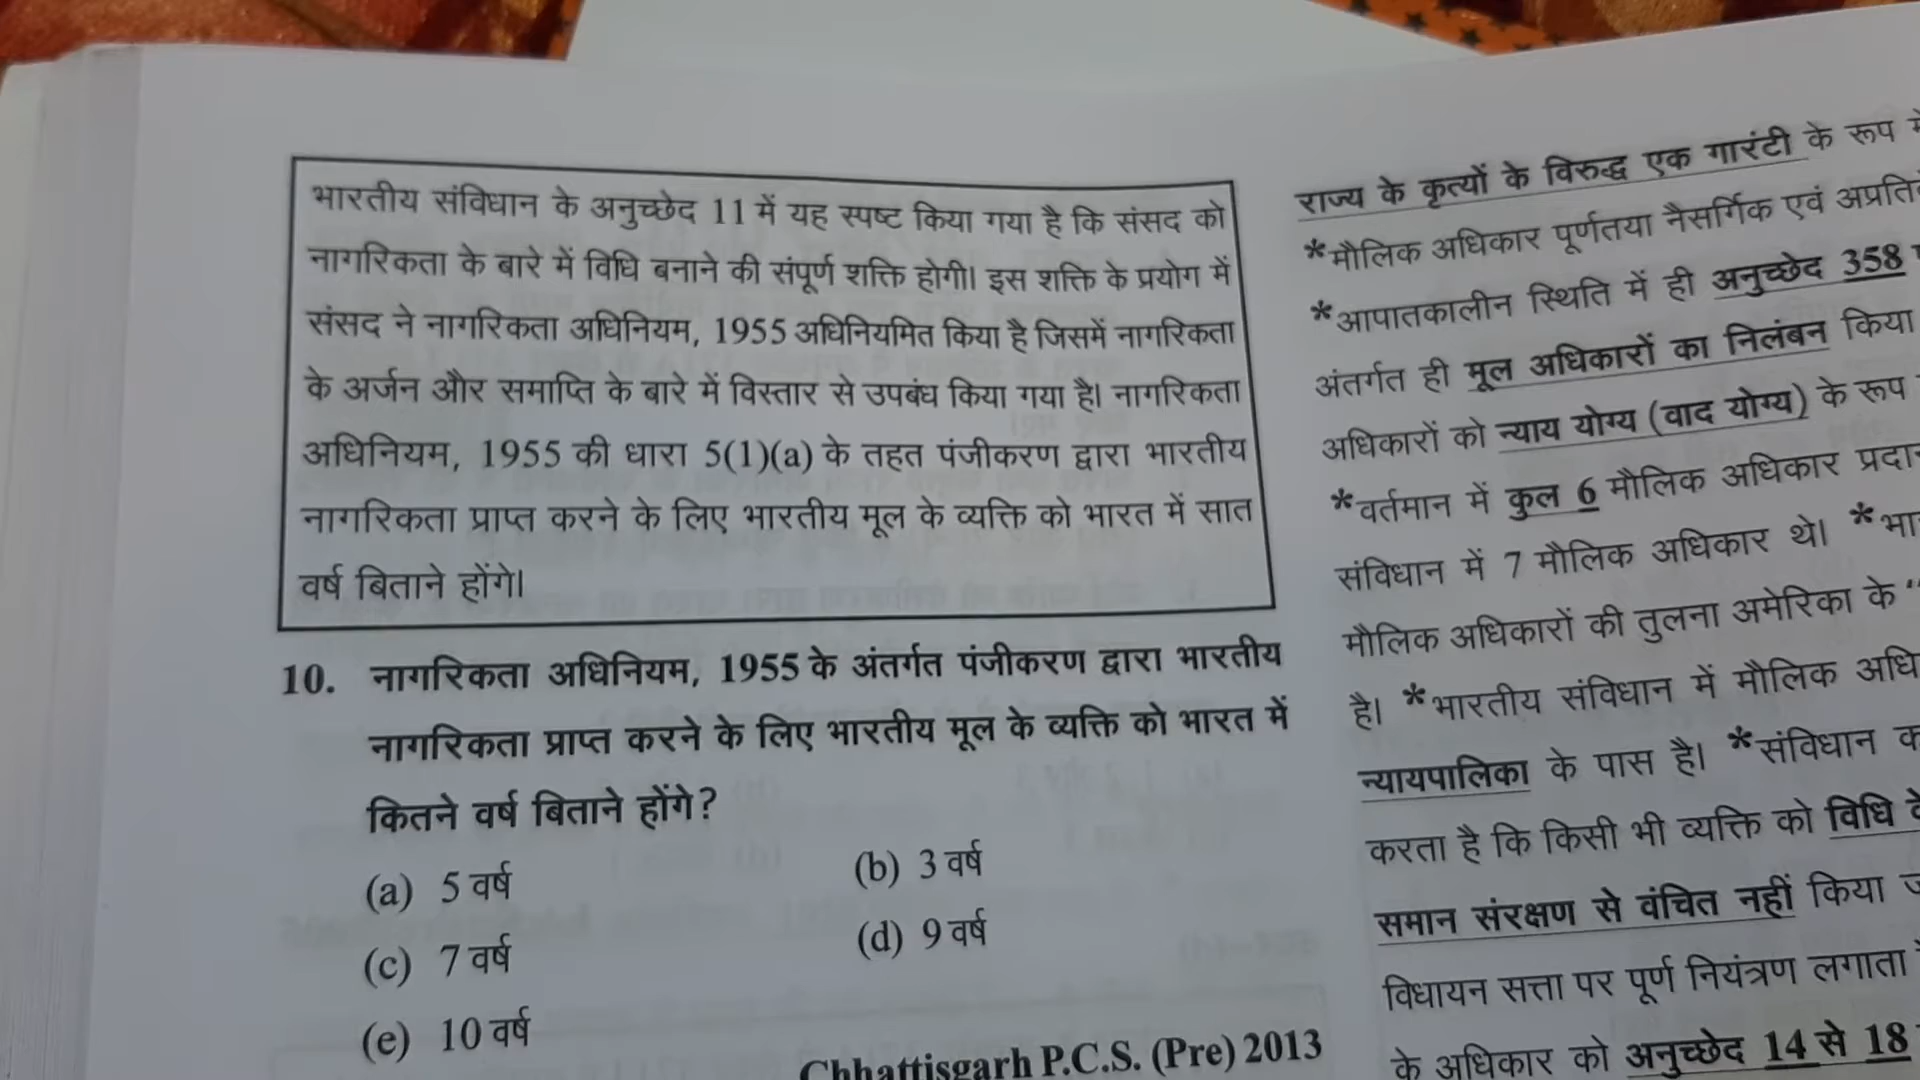 भारतीय संविधान के अनुच्छेद 11 में यह स्पष्ट किया गया है कि संसद को
नागरिकता के बारे में विधि बनाने की संपूर्ण शक्ति होगी। इस शक्ति के प्रयोग में
संसद ने नागरिकता अधिनियम, 1955 अधिनियमित किया है जिसमें नागरिकता
के अर्जन और समाप्ति के बारे में विस्तार से उपबंध किया गया है। नागरिकता
अधिनियम, 1955 की धारा 5(1)(a) के तहत पंजीकरण द्वारा भारतीय
नागरिकता प्राप्त करने के लिए भारतीय मूल के व्यक्ति को भारत में सात
वर्ष बिताने होंगे।
10. नागरिकता अधिनियम, 1955 के अंतर्गत पंजीकरण द्वारा भारतीय
नागरिकता प्राप्त करने के लिए भारतीय मूल के व्यक्ति को भारत में
कितने वर्ष बिताने होंगे?
(a) 5 वर्ष (b) 3 वर्ष
(c) 7 वर्ष (d) 9 वर्ष
(e) 10 वर्ष
Chhattisgarh P.C.S. (Pre) 2013
राज्य के कृत्यों के विरुद्ध एक गारंटी के रूप
*मौलिक अधिकार पूर्णतया नैसर्गिक एवं
*आपातकालीन स्थिति में ही अनुच्छेद 358
अंतर्गत ही मूल अधिकारों का निलंबन किया
अधिकारों को न्याय योग्य (वाद योग्य) के रूप
*वर्तमान में कुल 6 मौलिक अधिकार
संविधान में 7 मौलिक अधिकार थे। *
मौलिक अधिकारों की तुलना अमेरिका के "
है। *भारतीय संविधान में मौलिक
न्यायपालिका के पास है। *संविधान
करता है कि किसी भी व्यक्ति को विधि
समान संरक्षण से वंचित नहीं किया
विधायन सत्ता पर पूर्ण नियंत्रण लगाता
के अधिकार को अनुच्छेद 14 से 18